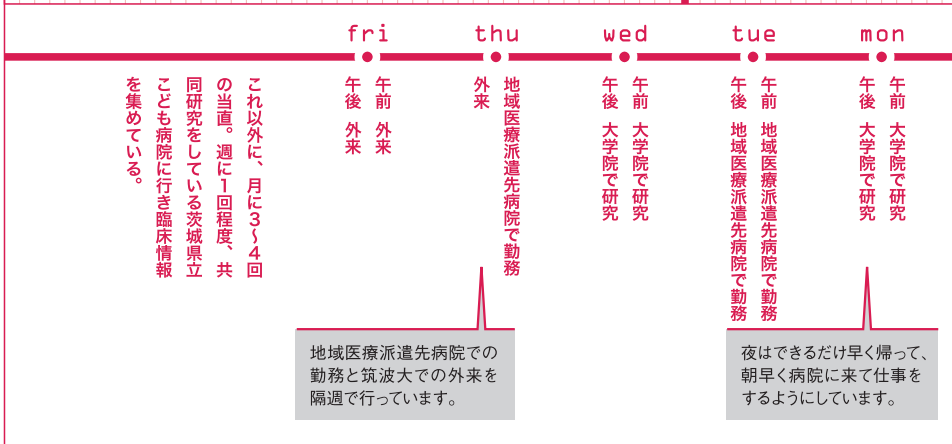 mon
午前 大学院で研究
午後 大学院で研究
夜はできるだけ早く帰って、
朝早く病院に来て仕事を
するようにしています。
tue
午前 地域医療派遣先病院で勤務
午後 地域医療派遣先病院で勤務
wed
午前 大学院で研究
午後 大学院で研究
thu
地域医療派遣先病院で勤務
外来
地域医療派遣先病院での
勤務と筑波大での外来を
隔週で行っています。
fri
午前 外来
午後 外来
これ以外に、月に3〜4回
の当直。週に1回程度、共
同研究をしている茨城県立
こども病院に行き臨床情報
を集めている。